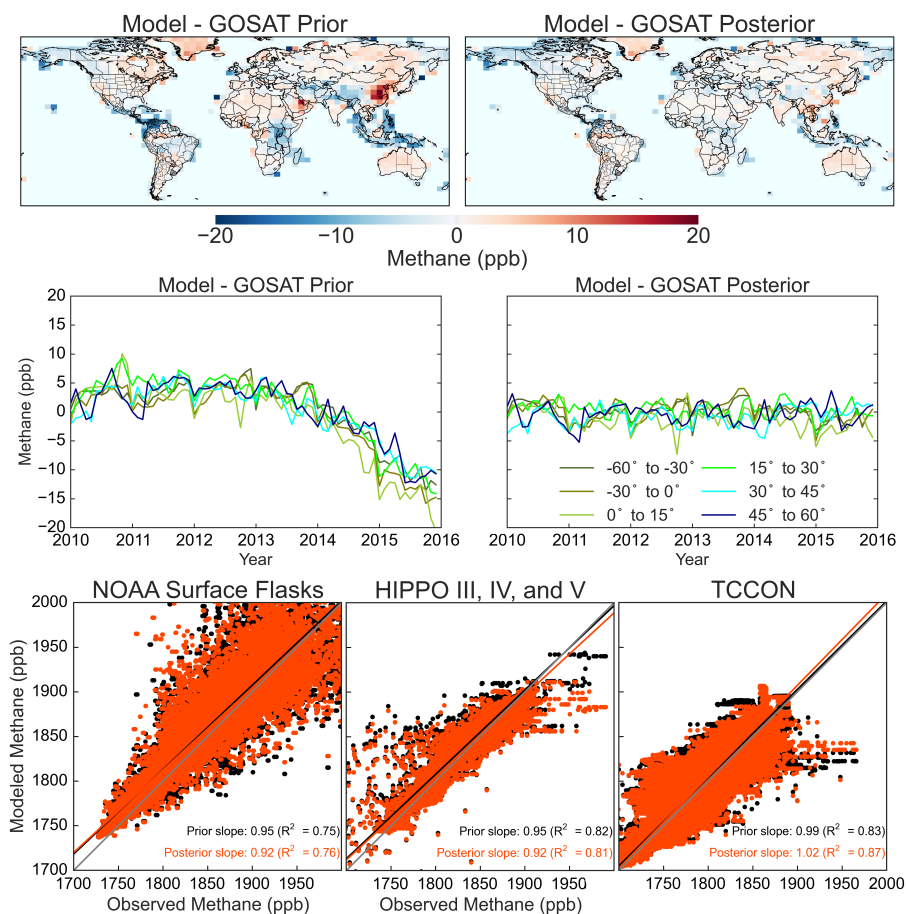 Model - GOSAT Prior
Model - GOSAT Posterior
−20 −10 0 10 20
Methane (ppb)
Model - GOSAT Prior
Model - GOSAT Posterior
Methane (ppb)
20
15
10
5
0
−5
−10
−15
−20
2010 2011 2012 2013 2014 2015 2016
Year
-60° to -30°
-30° to 0°
0° to 15°
15° to 30°
30° to 45°
45° to 60°
2010 2011 2012 2013 2014 2015 2016
Year
NOAA Surface Flasks
HIPPO III, IV, and V
TCCON
Modeled Methane (ppb)
2000
1950
1900
1850
1800
1750
1700
Prior slope: 0.95 (R² = 0.75)
Posterior slope: 0.92 (R² = 0.76)
Prior slope: 0.95 (R² = 0.82)
Posterior slope: 0.92 (R² = 0.81)
Prior slope: 0.99 (R² = 0.83)
Posterior slope: 1.02 (R² = 0.87)
1700 1750 1800 1850 1900 1950
1750 1800 1850 1900 1950
1750 1800 1850 1900 1950 2000
Observed Methane (ppb)
Observed Methane (ppb)
Observed Methane (ppb)